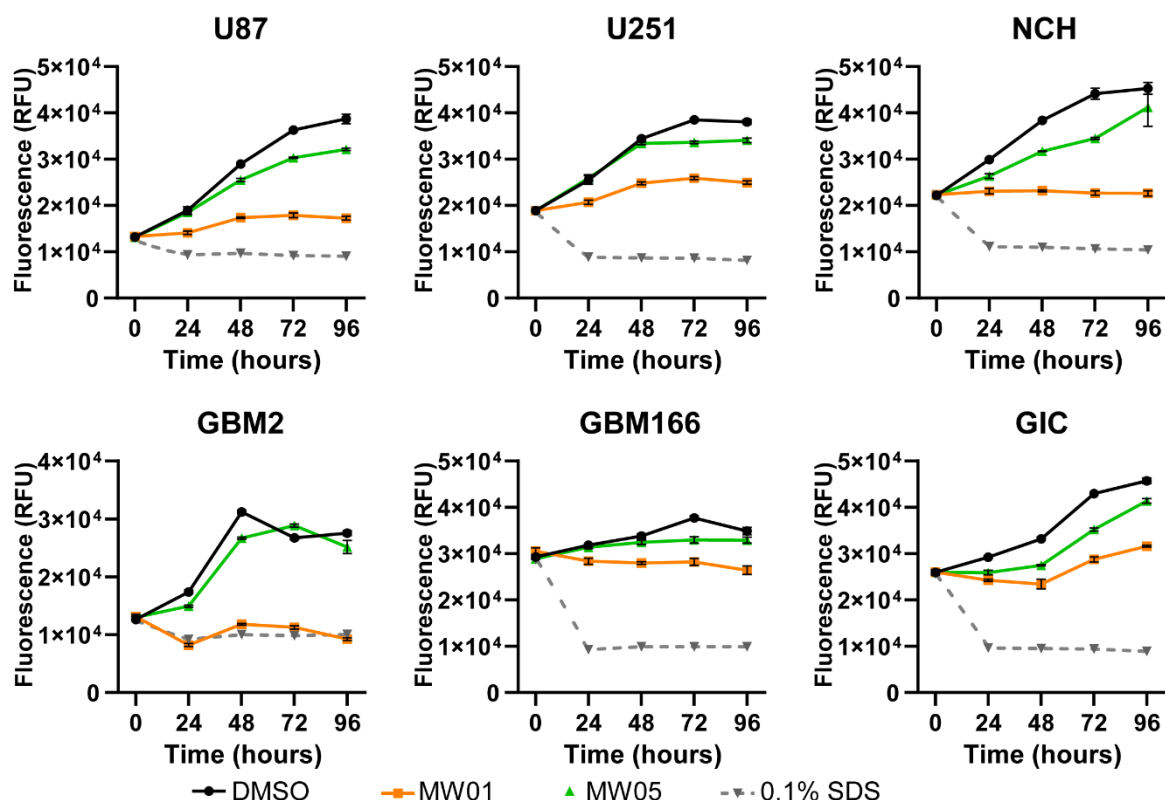 U87
U251
NCH
Fluorescence (RFU)
5×10⁴
4×10⁴
3×10⁴
2×10⁴
1×10⁴
0
0 24 48 72 96
Time (hours)
Fluorescence (RFU)
5×10⁴
4×10⁴
3×10⁴
2×10⁴
1×10⁴
0
0 24 48 72 96
Time (hours)
Fluorescence (RFU)
5×10⁴
4×10⁴
3×10⁴
2×10⁴
1×10⁴
0
0 24 48 72 96
Time (hours)
GBM2
GBM166
GIC
Fluorescence (RFU)
4×10⁴
3×10⁴
2×10⁴
1×10⁴
0
0 24 48 72 96
Time (hours)
Fluorescence (RFU)
5×10⁴
4×10⁴
3×10⁴
2×10⁴
1×10⁴
0
0 24 48 72 96
Time (hours)
Fluorescence (RFU)
5×10⁴
4×10⁴
3×10⁴
2×10⁴
1×10⁴
0
0 24 48 72 96
Time (hours)
DMSO MW01 MW05 0.1% SDS